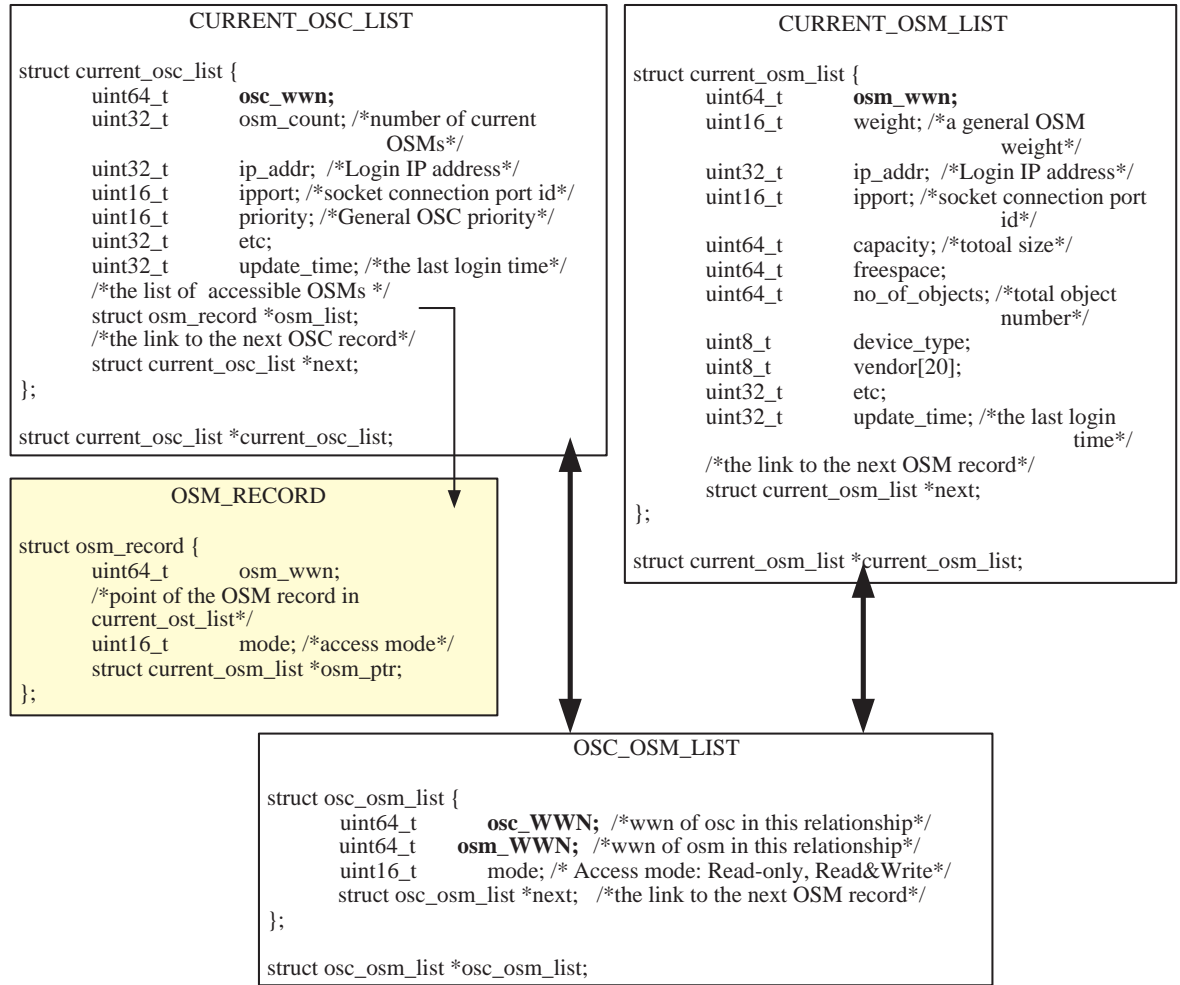 CURRENT_OSC_LIST
struct current_osc_list {
uint64_t osc_wwn;
uint32_t osm_count; /*number of current
OSMs*/
uint32_t ip_addr; /*Login IP address*/
uint16_t ipport; /*socket connection port id*/
uint16_t priority; /*General OSC priority*/
uint32_t etc;
uint32_t update_time; /*the last login time*/
/*the list of accessible OSMs */
struct osm_record *osm_list;
/*the link to the next OSC record*/
struct current_osc_list *next;
};
struct current_osc_list *current_osc_list;
CURRENT_OSM_LIST
struct current_osm_list {
uint64_t osm_wwn;
uint16_t weight; /*a general OSM
weight*/
uint32_t ip_addr; /*Login IP address*/
uint16_t ipport; /*socket connection port
id*/
uint64_t capacity; /*totoal size*/
uint64_t freespace;
uint64_t no_of_objects; /*total object
number*/
uint8_t device_type;
uint8_t vendor[20];
uint32_t etc;
uint32_t update_time; /*the last login
time*/
/*the link to the next OSM record*/
struct current_osm_list *next;
};
struct current_osm_list *current_osm_list;
OSM_RECORD
struct osm_record {
uint64_t osm_wwn;
/*point of the OSM record in
current_ost_list*/
uint16_t mode; /*access mode*/
struct current_osm_list *osm_ptr;
};
OSC_OSM_LIST
struct osc_osm_list {
uint64_t osc_WWN; /*wwn of osc in this relationship*/
uint64_t osm_WWN; /*wwn of osm in this relationship*/
uint16_t mode; /* Access mode: Read-only, Read&Write*/
struct osc_osm_list *next; /*the link to the next OSM record*/
};
struct osc_osm_list *osc_osm_list;